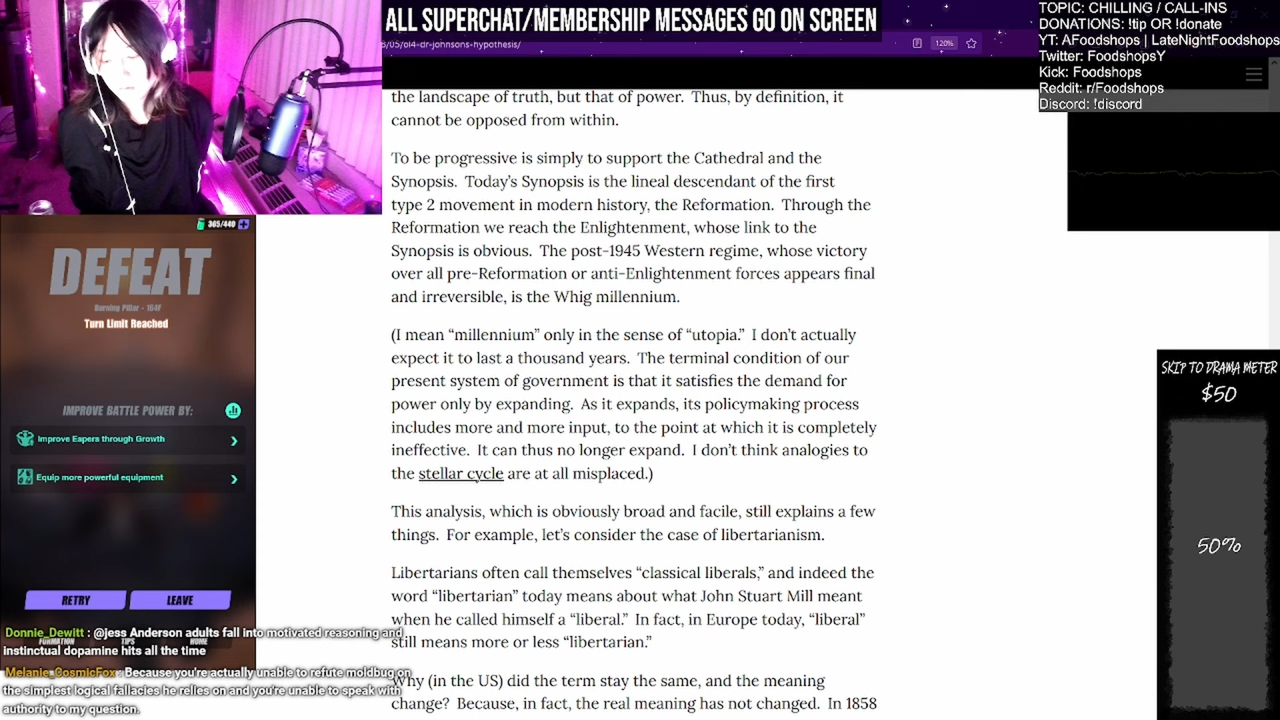 ALL SUPERCHAT/MEMBERSHIP MESSAGES GO ON SCREEN
/05/ol4-dr-johnsons-hypothesis/
120%
TOPIC: CHILLING / CALL-INS
DONATIONS: !tip OR !donate
YT: AFoodshops | LateNightFoodshops
Twitter: FoodshopsY
Kick: Foodshops
Reddit: r/Foodshops
Discord: !discord
the landscape of truth, but that of power. Thus, by definition, it
cannot be opposed from within.
To be progressive is simply to support the Cathedral and the
Synopsis. Today's Synopsis is the lineal descendant of the first
type 2 movement in modern history, the Reformation. Through the
Reformation we reach the Enlightenment, whose link to the
Synopsis is obvious. The post-1945 Western regime, whose victory
over all pre-Reformation or anti-Enlightenment forces appears final
and irreversible, is the Whig millennium.
(I mean “millennium” only in the sense of “utopia.” I don't actually
expect it to last a thousand years. The terminal condition of our
present system of government is that it satisfies the demand for
power only by expanding. As it expands, its policymaking process
includes more and more input, to the point at which it is completely
ineffective. It can thus no longer expand. I don't think analogies to
the stellar cycle are at all misplaced.)
This analysis, which is obviously broad and facile, still explains a few
things. For example, let's consider the case of libertarianism.
Libertarians often call themselves “classical liberals,” and indeed the
word “libertarian” today means about what John Stuart Mill meant
when he called himself a “liberal.” In fact, in Europe today, “liberal”
still means more or less “libertarian.”
Why (in the US) did the term stay the same, and the meaning
change? Because, in fact, the real meaning has not changed. In 1858
365/440
DEFEAT
Burning Pillar - 164F
Turn Limit Reached
IMPROVE BATTLE POWER BY:
Improve Eapers through Growth
Equip more powerful equipment
RETRY
LEAVE
FORMATION
TIPS
HOME
Donnie_Dewitt : @jess Anderson adults fall into motivated reasoning and
instinctual dopamine hits all the time
Melanie_CosmicFox : Because you're actually unable to refute moldbug on
the simplest logical fallacies he relies on and you're unable to speak with
authority to my question.
SKIP TO DRAMA METER
$50
50%